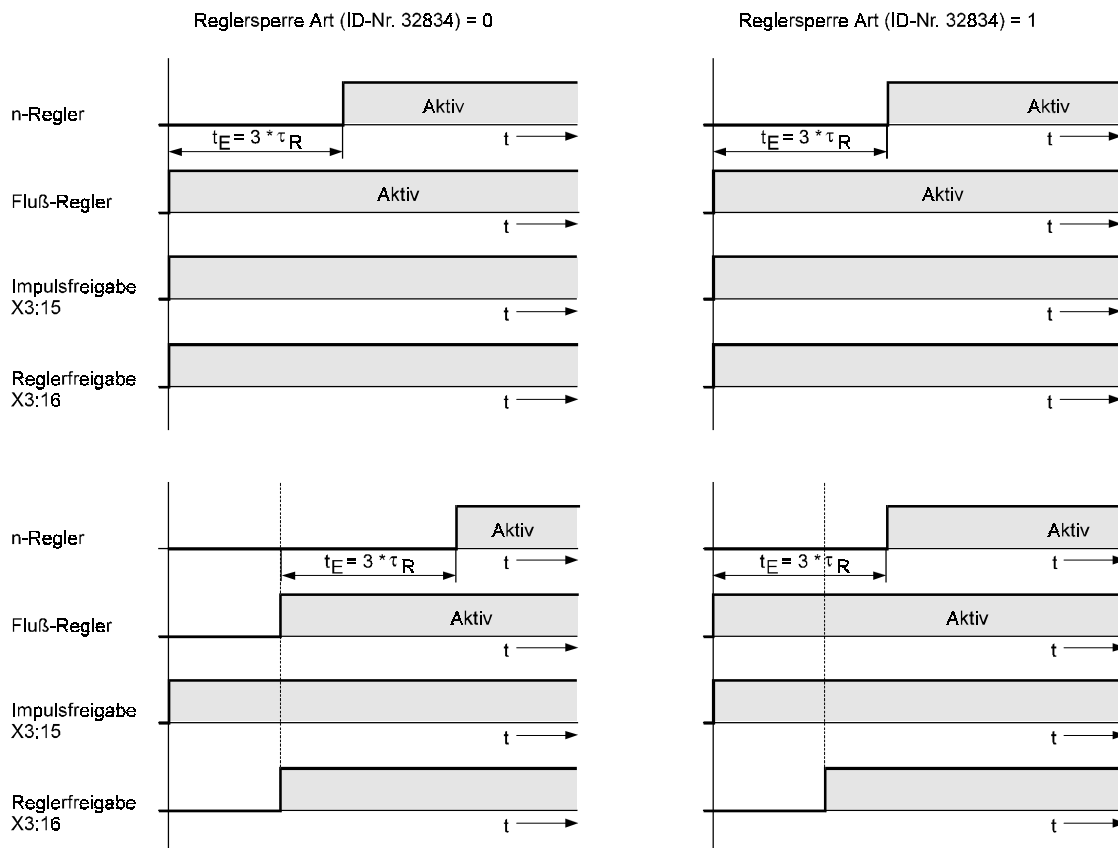 Reglersperre Art (ID-Nr. 32834) = 0
n-Regler
Aktiv
tE = 3 * τR
t
Fluß-Regler
Aktiv
t
Impulsfreigabe
X3:15
t
Reglerfreigabe
X3:16
t
Reglersperre Art (ID-Nr. 32834) = 1
Aktiv
tE = 3 * τR
t
Aktiv
t
t
t
n-Regler
Aktiv
tE = 3 * τR
t
Fluß-Regler
Aktiv
t
Impulsfreigabe
X3:15
t
Reglerfreigabe
X3:16
t
Aktiv
tE = 3 * τR
t
Aktiv
t
t
t